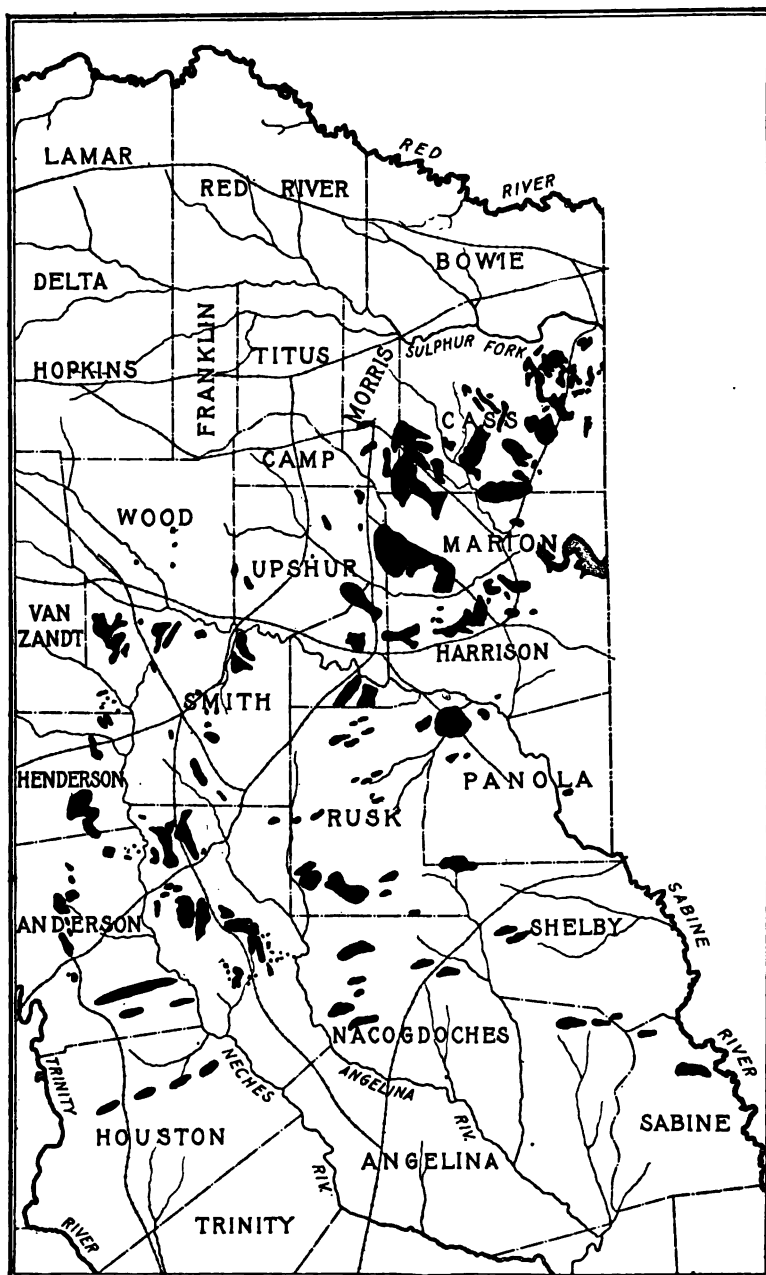 RED
RIVER
LAMAR
RED RIVER
BOWIE
DELTA
FRANKLIN
TITUS
MORRIS
SULPHUR FORK
HOPKINS
CASS
CAMP
WOOD
MARION
UPSHUR
VAN
ZANDT
HARRISON
SMITH
HENDERSON
PANOLA
RUSK
SABINE
ANDERSON
SHELBY
RIVER
NACOGDOCHES
TRINITY
NECHES
ANGELINA
RIV.
SABINE
HOUSTON
ANGELINA
RIV.
TRINITY
RIVER